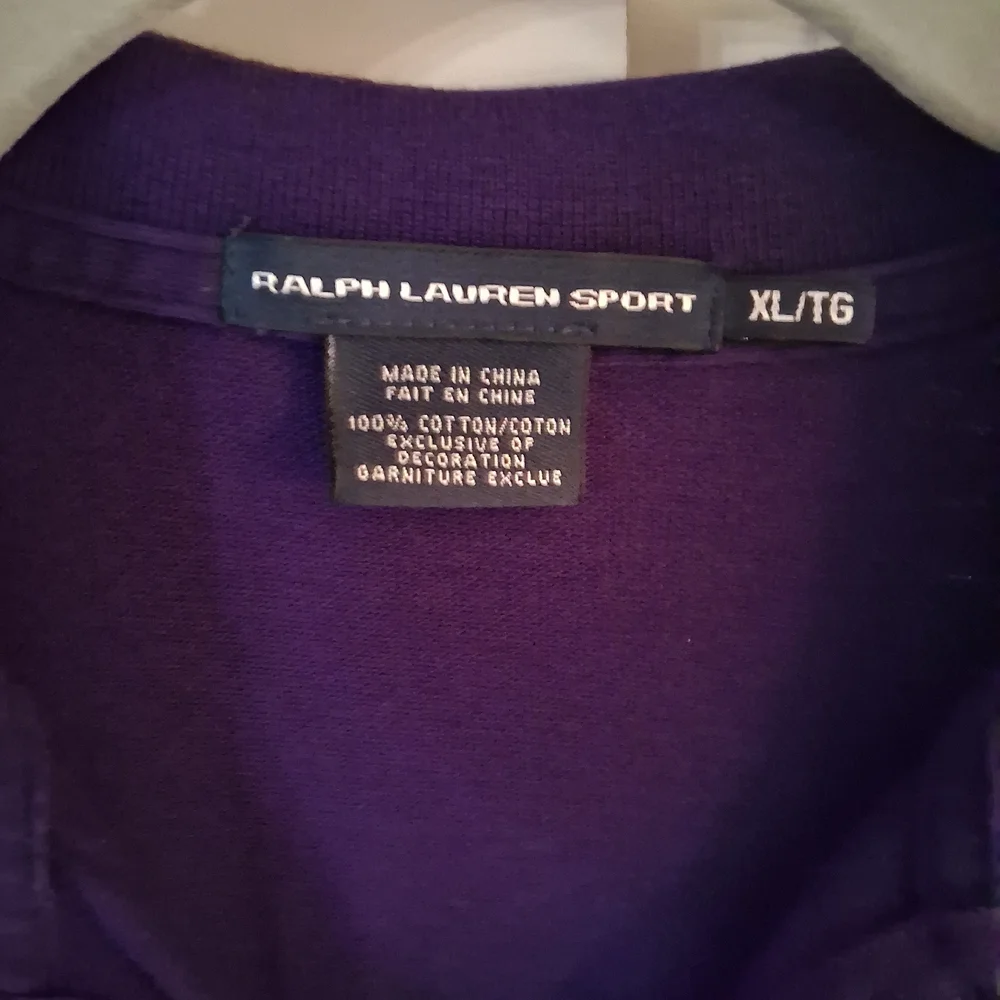 RALPH LAUREN SPORT
XL/TG
MADE IN CHINA
FAIT EN CHINE
100% COTTON/COTON
EXCLUSIVE OF
DECORATION
GARNITURE EXCLUE